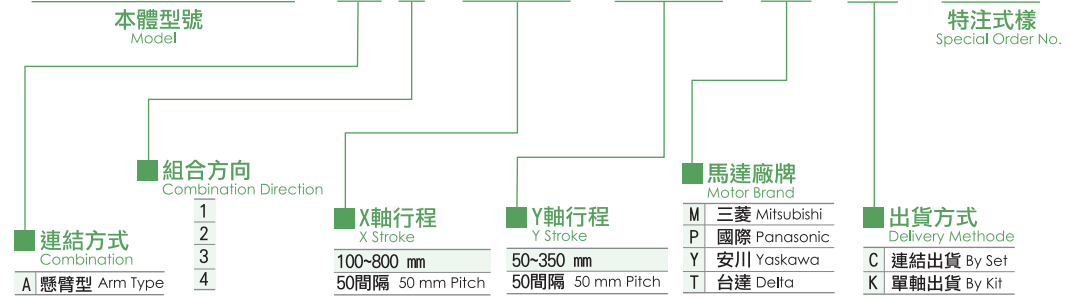 本體型號
Model
特注式樣
Special Order No.
連結方式
Combination
A 懸臂型 Arm Type
組合方向
Combination Direction
1
2
3
4
X軸行程
X Stroke
100~800 mm
50間隔 50 mm Pitch
Y軸行程
Y Stroke
50~350 mm
50間隔 50 mm Pitch
馬達廠牌
Motor Brand
M 三菱 Mitsubishi
P 國際 Panasonic
Y 安川 Yaskawa
T 台達 Delta
出貨方式
Delivery Methode
C 連結出貨 By Set
K 單軸出貨 By Kit